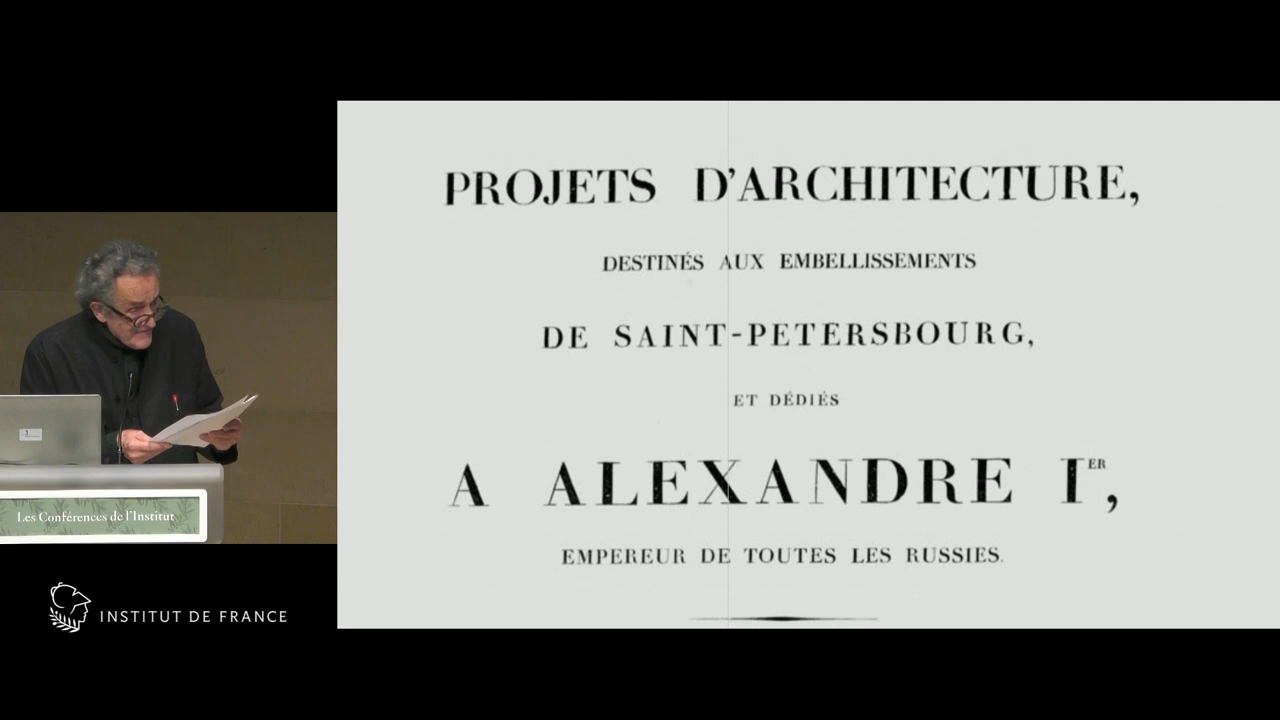 PROJETS D'ARCHITECTURE,
DESTINÉS AUX EMBELLISSEMENTS
DE SAINT-PETERSBOURG,
ET DÉDIÉS
A ALEXANDRE IER,
EMPEREUR DE TOUTES LES RUSSIES.
Les Conférences de l'Institut
INSTITUT DE FRANCE